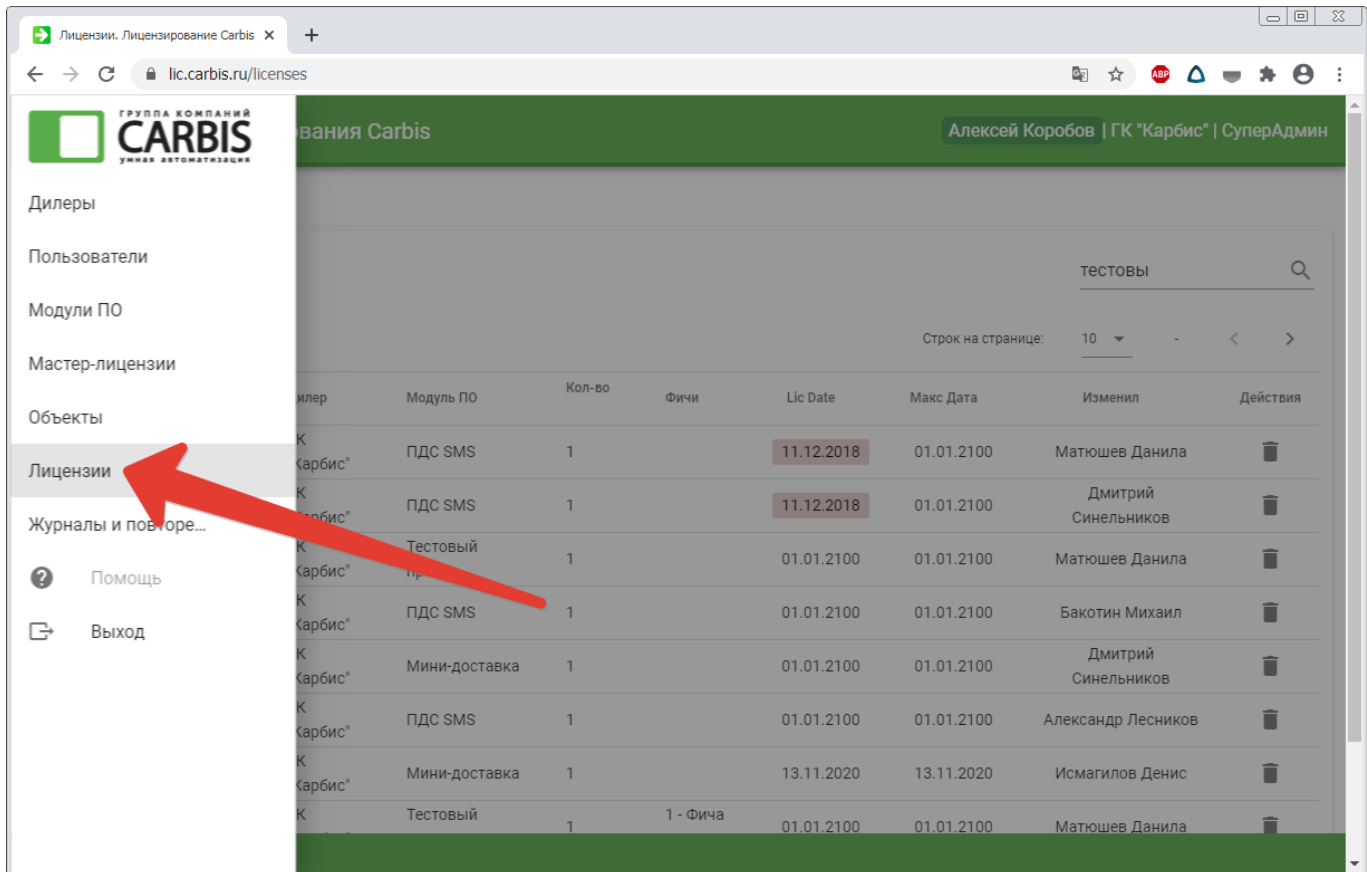 Лицензии. Лицензирование Carbis
lic.carbis.ru/licenses
ABP
ГРУППА КОМПАНИЙ
CARBIS
умная автоматизация
Дилеры
Пользователи
Модули ПО
Мастер-лицензии
Объекты
Лицензии
Журналы и повторе...
Помощь
Выход
вания Carbis
Алексей Коробов | ГК "Карбис" | СуперАдмин
тестовы
Строк на странице: 10 -
илер Модуль ПО Кол-во Фичи Lic Date Макс Дата Изменил Действия
К Карбис" ПДС SMS 1 11.12.2018 01.01.2100 Матюшев Данила
К ПДС SMS 1 11.12.2018 01.01.2100 Дмитрий Синельников
К Карбис" Тестовый 1 01.01.2100 01.01.2100 Матюшев Данила
К Карбис" ПДС SMS 1 01.01.2100 01.01.2100 Бакотин Михаил
К Карбис" Мини-доставка 1 01.01.2100 01.01.2100 Дмитрий Синельников
К Карбис" ПДС SMS 1 01.01.2100 01.01.2100 Александр Лесников
К Карбис" Мини-доставка 1 13.11.2020 13.11.2020 Исмагилов Денис
К Тестовый 1 1 - Фича 01.01.2100 01.01.2100 Матюшев Данила